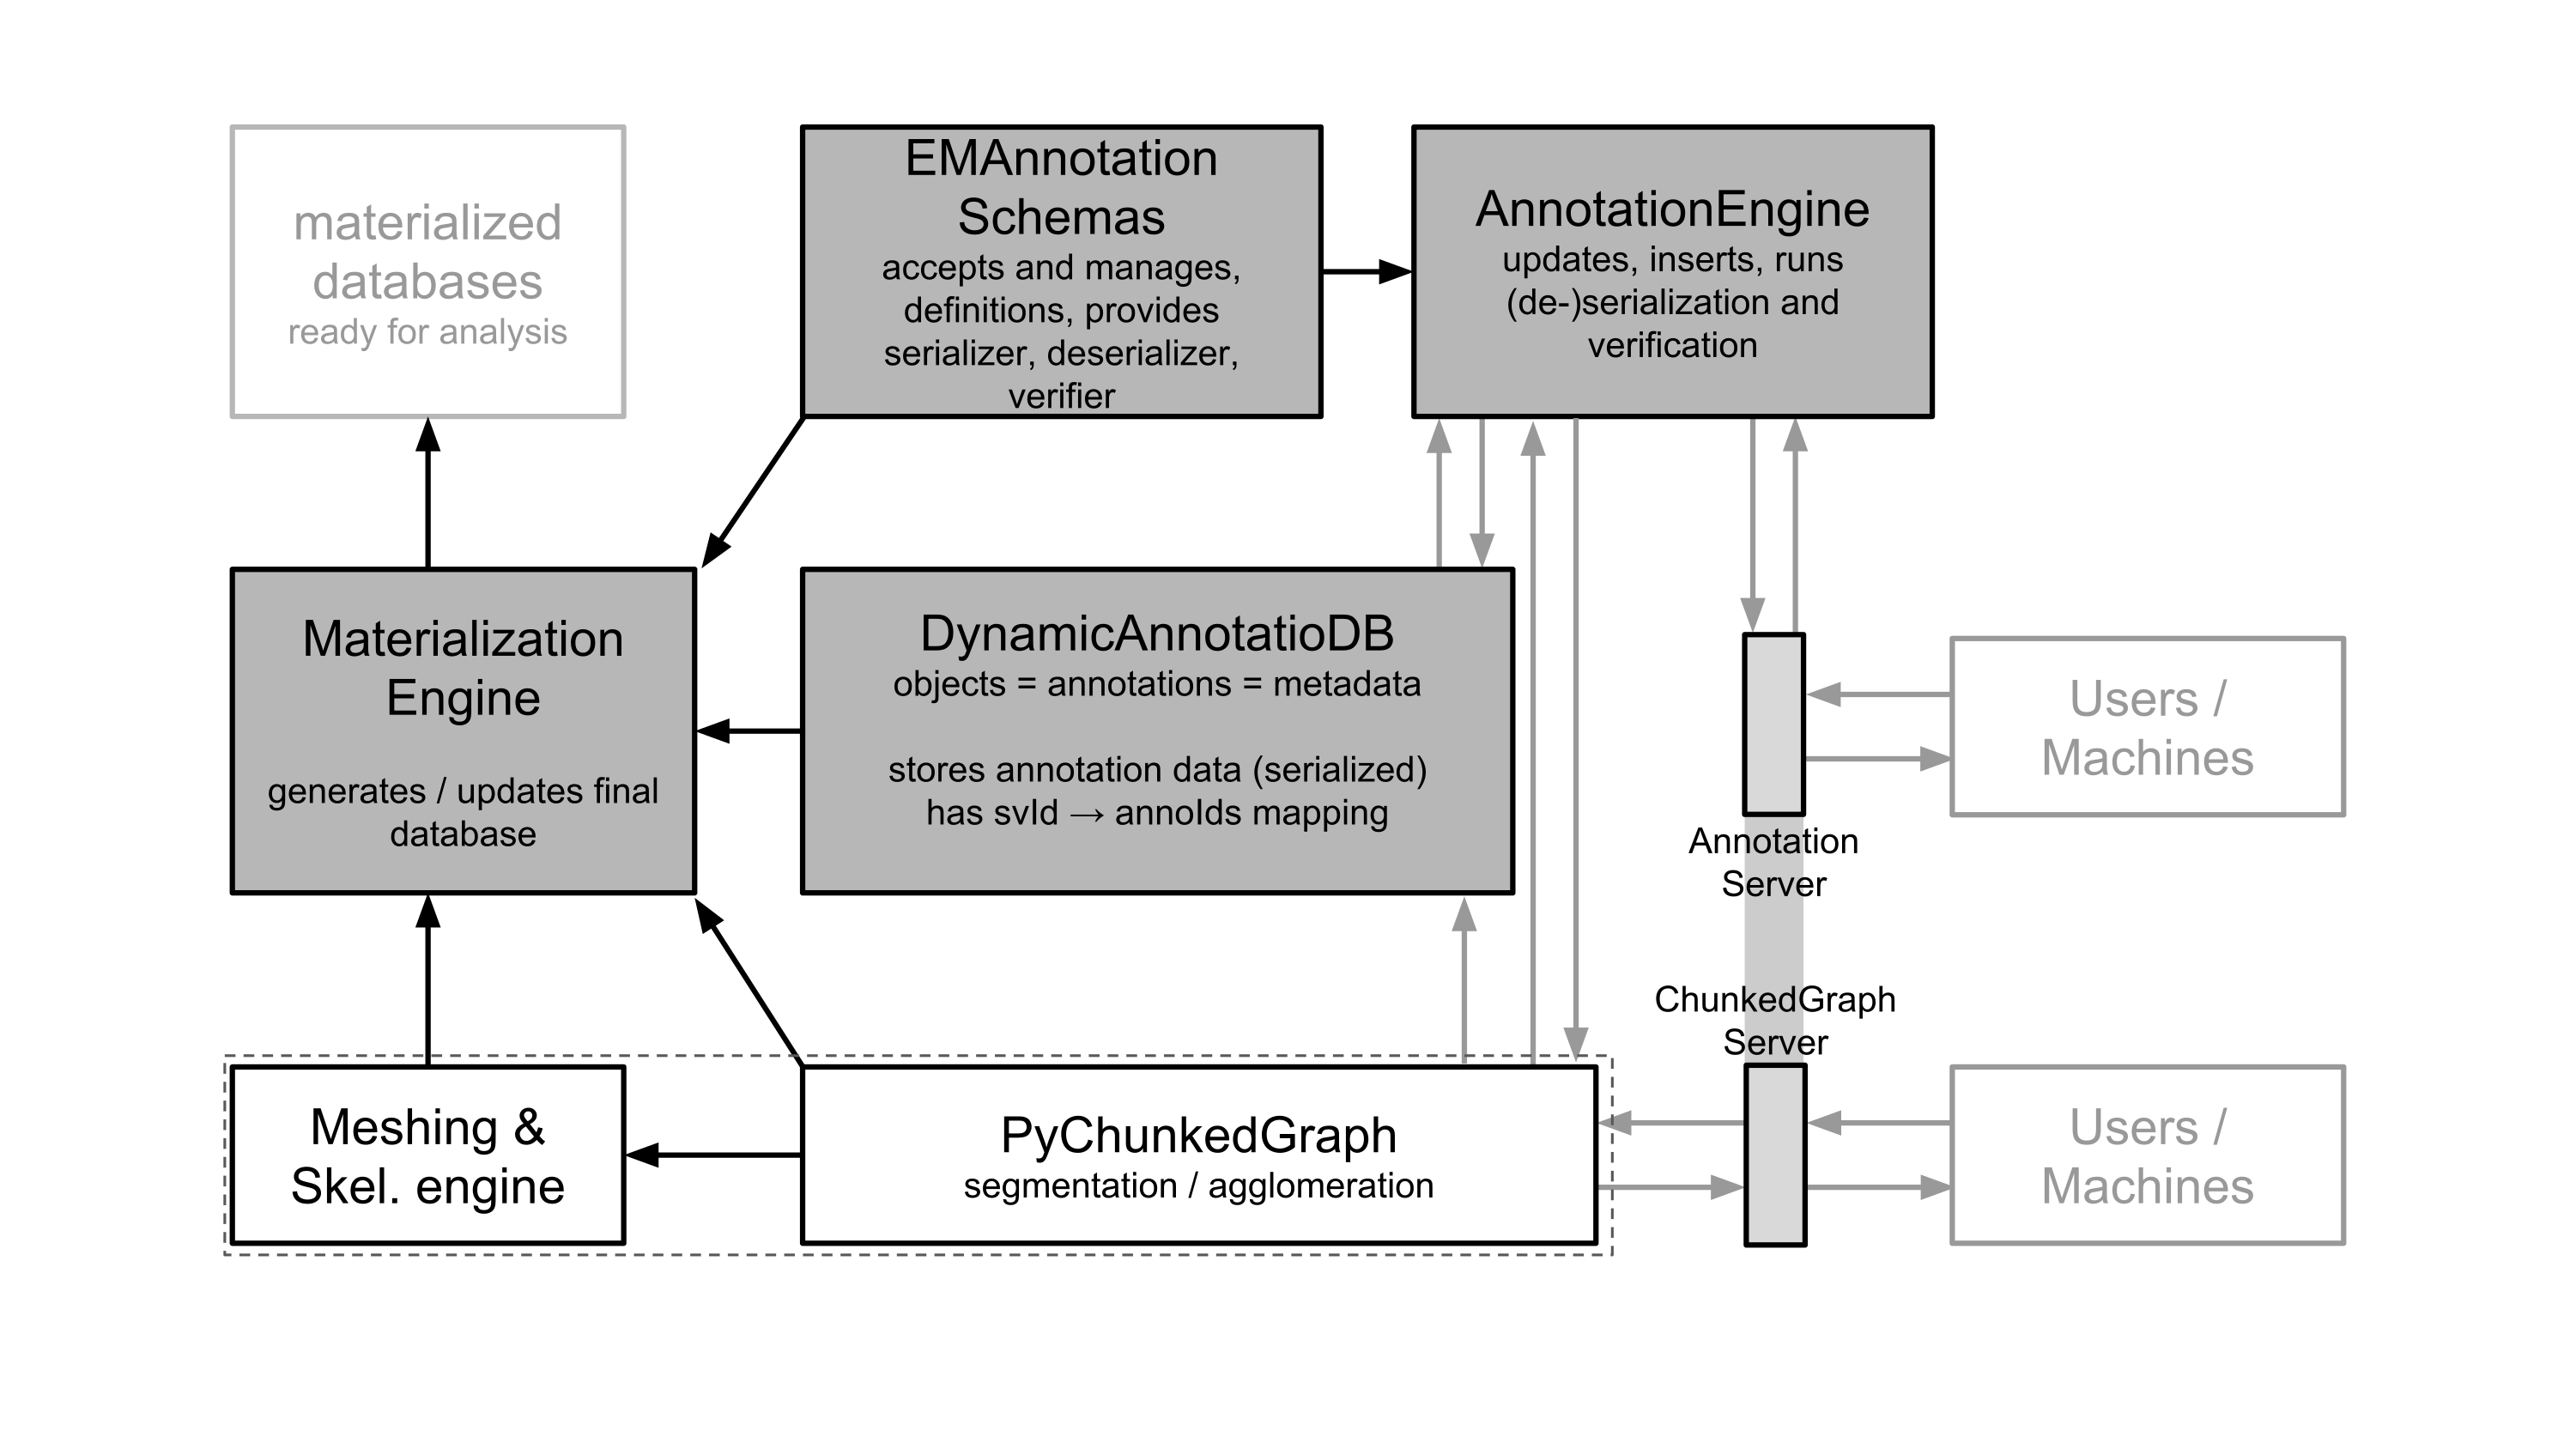 materialized
databases
ready for analysis
EMAnnotation
Schemas
accepts and manages,
definitions, provides
serializer, deserializer,
verifier
AnnotationEngine
updates, inserts, runs
(de-)serialization and
verification
Materialization
Engine
generates / updates final
database
DynamicAnnotatioDB
objects = annotations = metadata
stores annotation data (serialized)
has svId → annoIds mapping
Users /
Machines
Annotation
Server
ChunkedGraph
Server
Meshing &
Skel. engine
PyChunkedGraph
segmentation / agglomeration
Users /
Machines